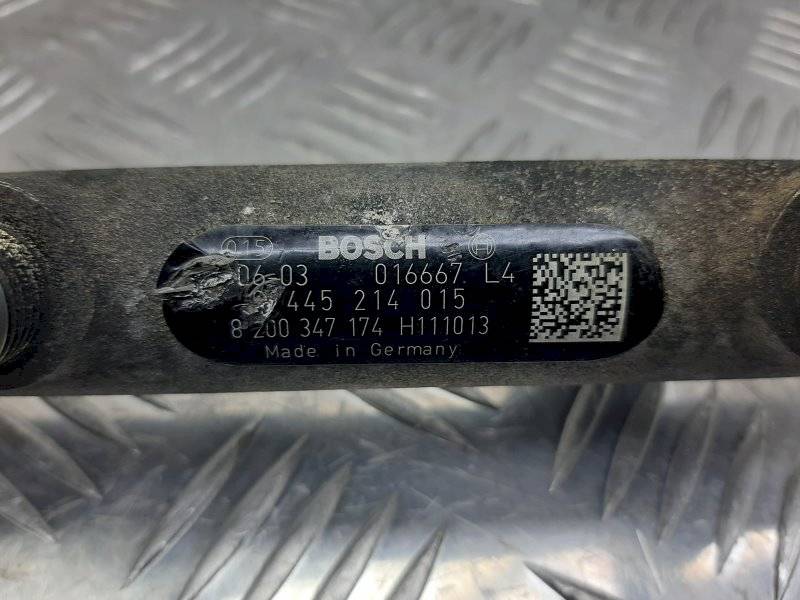 015 BOSCH H
06-03 016667 L4
445 214 015
8 200 347 174 H111013
Made in Germany